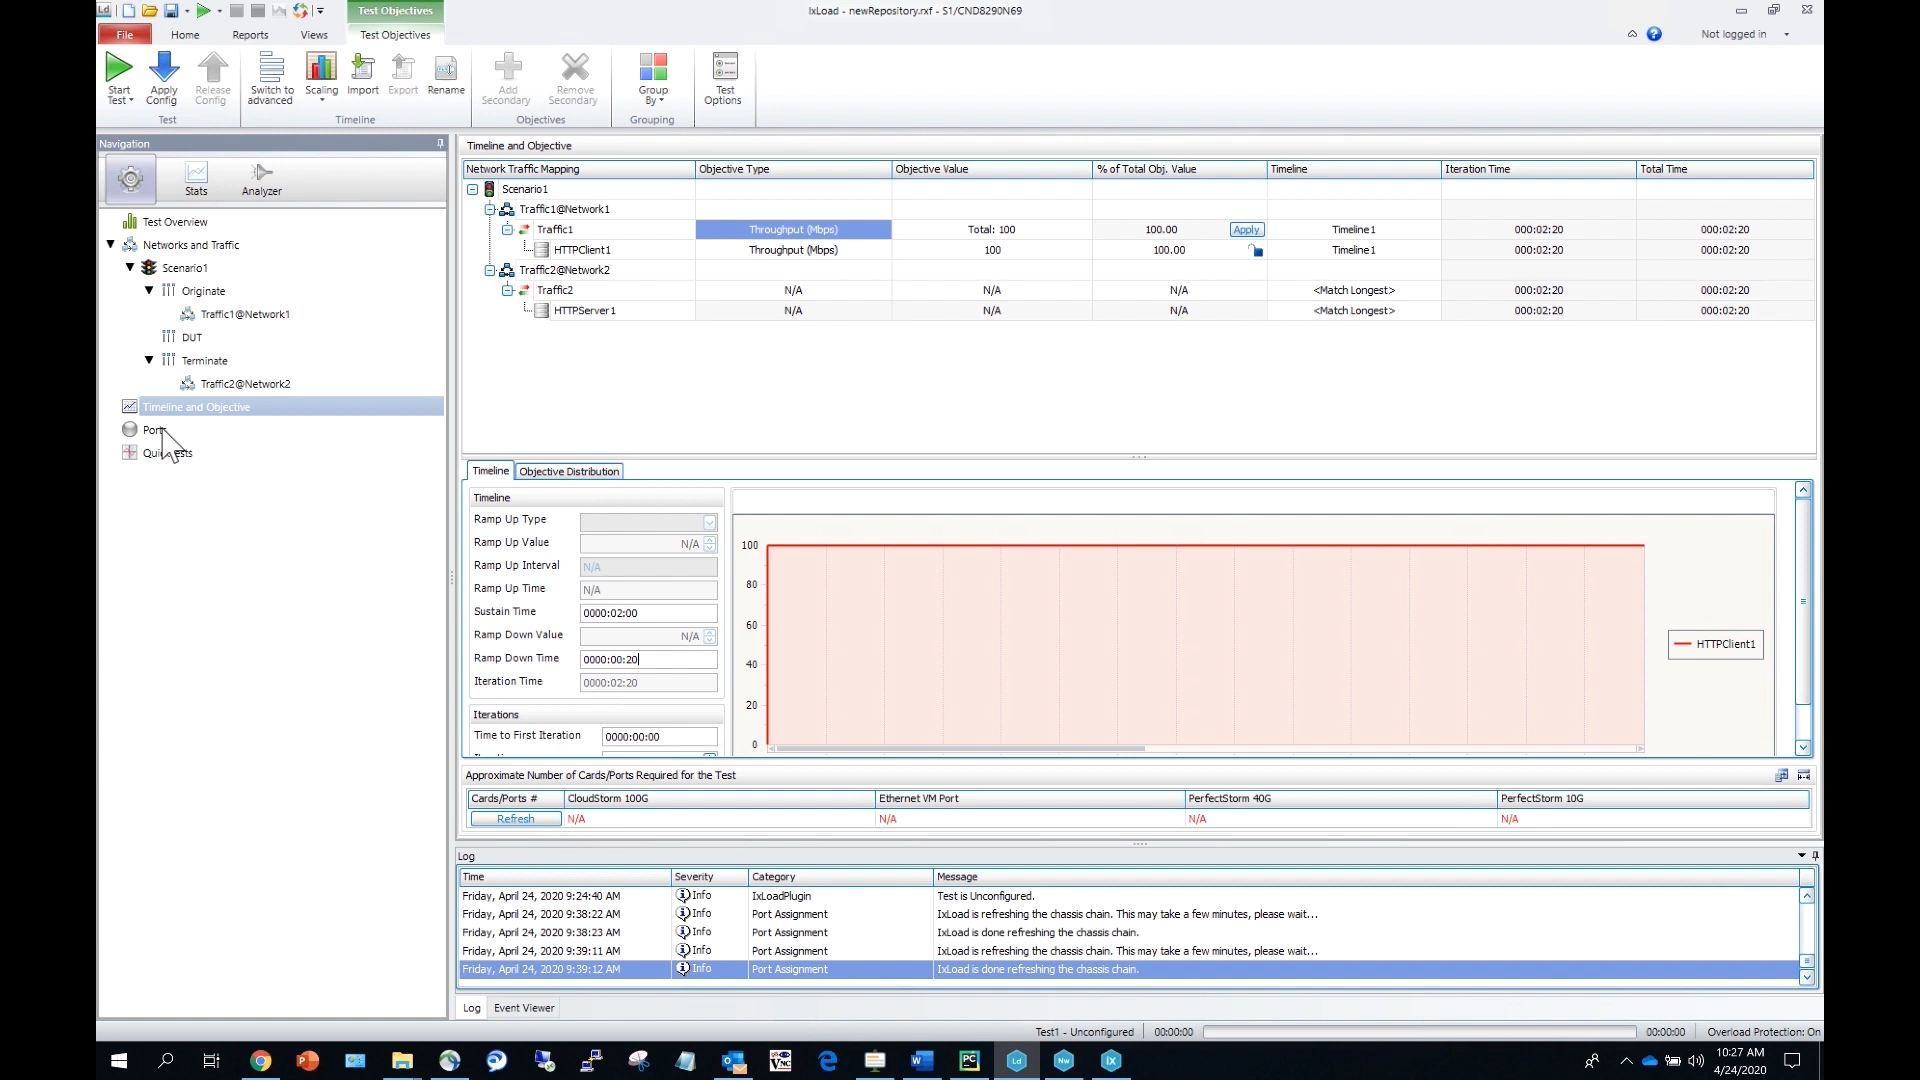 Test Objectives
IxLoad - newRepository.rxf - S1/CND8290N69
File Home Reports Views Test Objectives
Not logged in
Start Test
Apply Config
Release Config
Switch to advanced
Scaling
Import
Export
Rename
Add Secondary
Remove Secondary
Group By
Test Options
Test Timeline Objectives Grouping
Navigation
Stats
Analyzer
Test Overview
Networks and Traffic
Scenario1
Originate
Traffic1@Network1
DUT
Terminate
Traffic2@Network2
Timeline and Objective
Timeline and Objective
Network Traffic Mapping Objective Type Objective Value % of Total Obj. Value Timeline Iteration Time Total Time
Scenario1
Traffic1@Network1
Traffic1 Throughput (Mbps) Total: 100 100.00 Apply Timeline1 000:02:20 000:02:20
HTTPClient1 Throughput (Mbps) 100 100.00 Timeline1 000:02:20 000:02:20
Traffic2@Network2
Traffic2 N/A N/A N/A <Match Longest> 000:02:20 000:02:20
HTTPServer1 N/A N/A N/A <Match Longest> 000:02:20 000:02:20
Timeline Objective Distribution
Timeline
Ramp Up Type
Ramp Up Value N/A
Ramp Up Interval N/A
Ramp Up Time N/A
Sustain Time 0000:02:00
Ramp Down Value N/A
Ramp Down Time 0000:00:20
Iteration Time 0000:02:20
Iterations
Time to First Iteration 0000:00:00
100
80
60
40
20
0
HTTPClient1
Approximate Number of Cards/Ports Required for the Test
Cards/Ports # CloudStorm 100G Ethernet VM Port PerfectStorm 40G PerfectStorm 10G
Refresh N/A N/A N/A N/A
Log
Time Severity Category Message
Friday, April 24, 2020 9:24:40 AM Info IxLoadPlugin Test is Unconfigured.
Friday, April 24, 2020 9:38:22 AM Info Port Assignment IxLoad is refreshing the chassis chain. This may take a few minutes, please wait...
Friday, April 24, 2020 9:38:23 AM Info Port Assignment IxLoad is done refreshing the chassis chain.
Friday, April 24, 2020 9:39:11 AM Info Port Assignment IxLoad is refreshing the chassis chain. This may take a few minutes, please wait...
Friday, April 24, 2020 9:39:12 AM Info Port Assignment IxLoad is done refreshing the chassis chain.
Log Event Viewer
Test1 - Unconfigured 00:00:00 00:00:00 Overload Protection: On
10:27 AM
4/24/2020